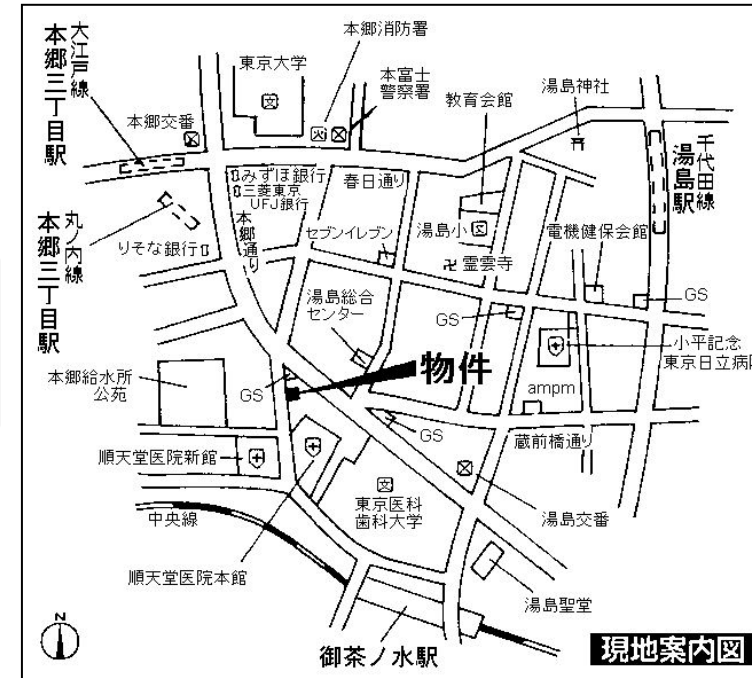 大江戸線
本郷三丁目駅
本郷消防署
東京大学
本富士
警察署
教育会館
湯島神社
本郷交番
千代田線
湯島駅
みずほ銀行
三菱東京
UFJ銀行
春日通り
本郷通り
丸ノ内線
本郷三丁目駅
りそな銀行
セブンイレブン
湯島小
電機健保会館
霊雲寺
湯島総合
センター
GS
GS
小平記念
東京日立病院
物件
本郷給水所
公苑
GS
ampm
GS
蔵前橋通り
順天堂医院新館
東京医科
歯科大学
湯島交番
中央線
順天堂医院本館
湯島聖堂
N
御茶ノ水駅
現地案内図